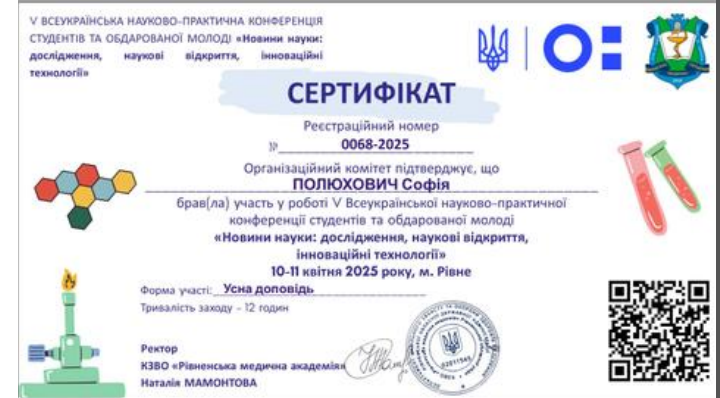 V ВСЕУКРАЇНСЬКА НАУКОВО-ПРАКТИЧНА КОНФЕРЕНЦІЯ
СТУДЕНТІВ ТА ОБДАРОВАНОЇ МОЛОДІ «Новини науки:
дослідження, наукові відкриття, інноваційні
технології»
СЕРТИФІКАТ
Реєстраційний номер
№ 0068-2025
Організаційний комітет підтверджує, що
ПОЛЮХОВИЧ Софія
брав(ла) участь у роботі V Всеукраїнської науково-практичної
конференції студентів та обдарованої молоді
«Новини науки: дослідження, наукові відкриття,
інноваційні технології»
10-11 квітня 2025 року, м. Рівне
Форма участі: Усна доповідь
Тривалість заходу - 12 годин
Ректор
КЗВО «Рівненська медична академія»
Наталія МАМОНТОВА